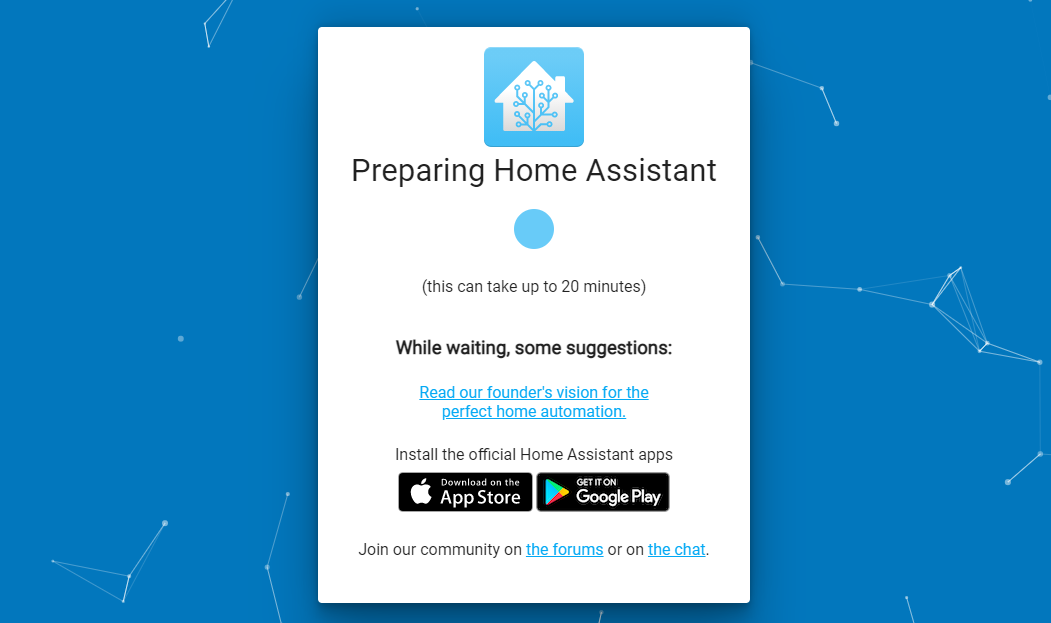 Preparing Home Assistant
(this can take up to 20 minutes)
While waiting, some suggestions:
Read our founder's vision for the
perfect home automation.
Install the official Home Assistant apps
Download on the
App Store
GET IT ON
Google Play
Join our community on the forums or on the chat.